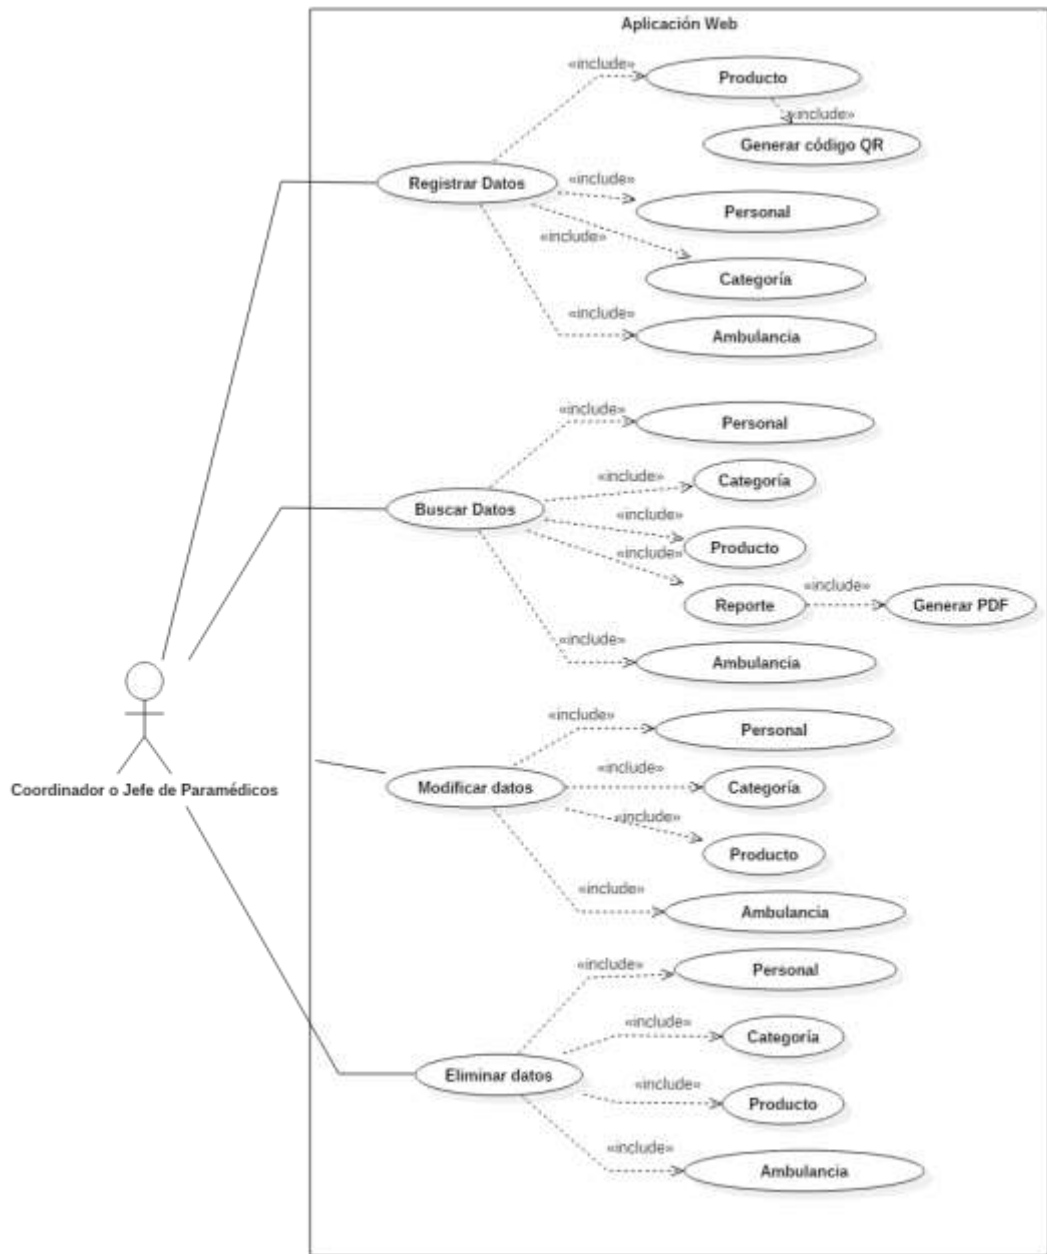 Aplicación Web
«include»
Producto
«include»
Generar código QR
Registrar Datos
«include»
Personal
«include»
Categoría
«include»
Ambulancia
«include»
Personal
«include»
Categoría
Buscar Datos
«include»
Producto
«include»
Reporte
«include»
Generar PDF
«include»
Ambulancia
«include»
Personal
Coordinador o Jefe de Paramédicos
Modificar datos
«include»
Categoría
«include»
Producto
«include»
Ambulancia
«include»
Personal
«include»
Categoría
Eliminar datos
«include»
Producto
«include»
Ambulancia